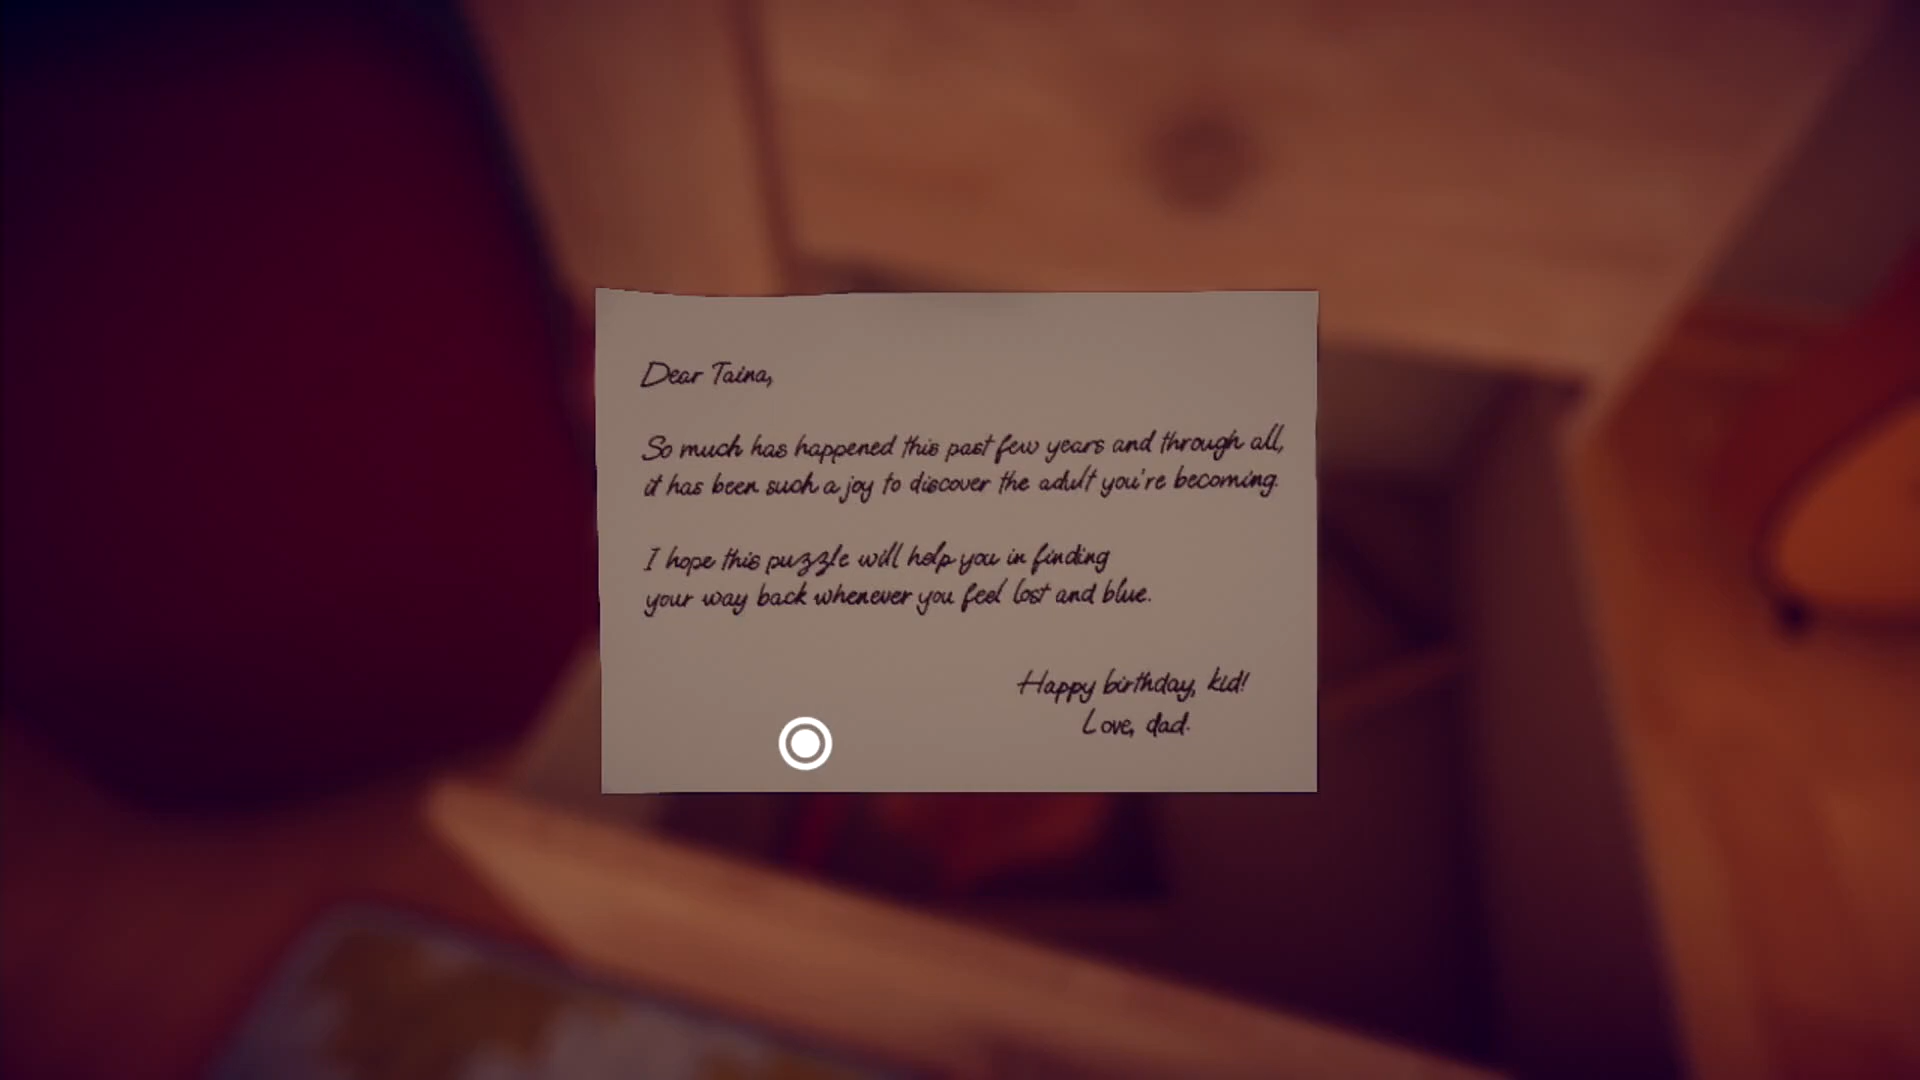 Dear Taina,
So much has happened this past few years and through all,
it has been such a joy to discover the adult you're becoming.
I hope this puzzle will help you in finding
your way back whenever you feel lost and blue.
Happy birthday, kid!
Love, dad.